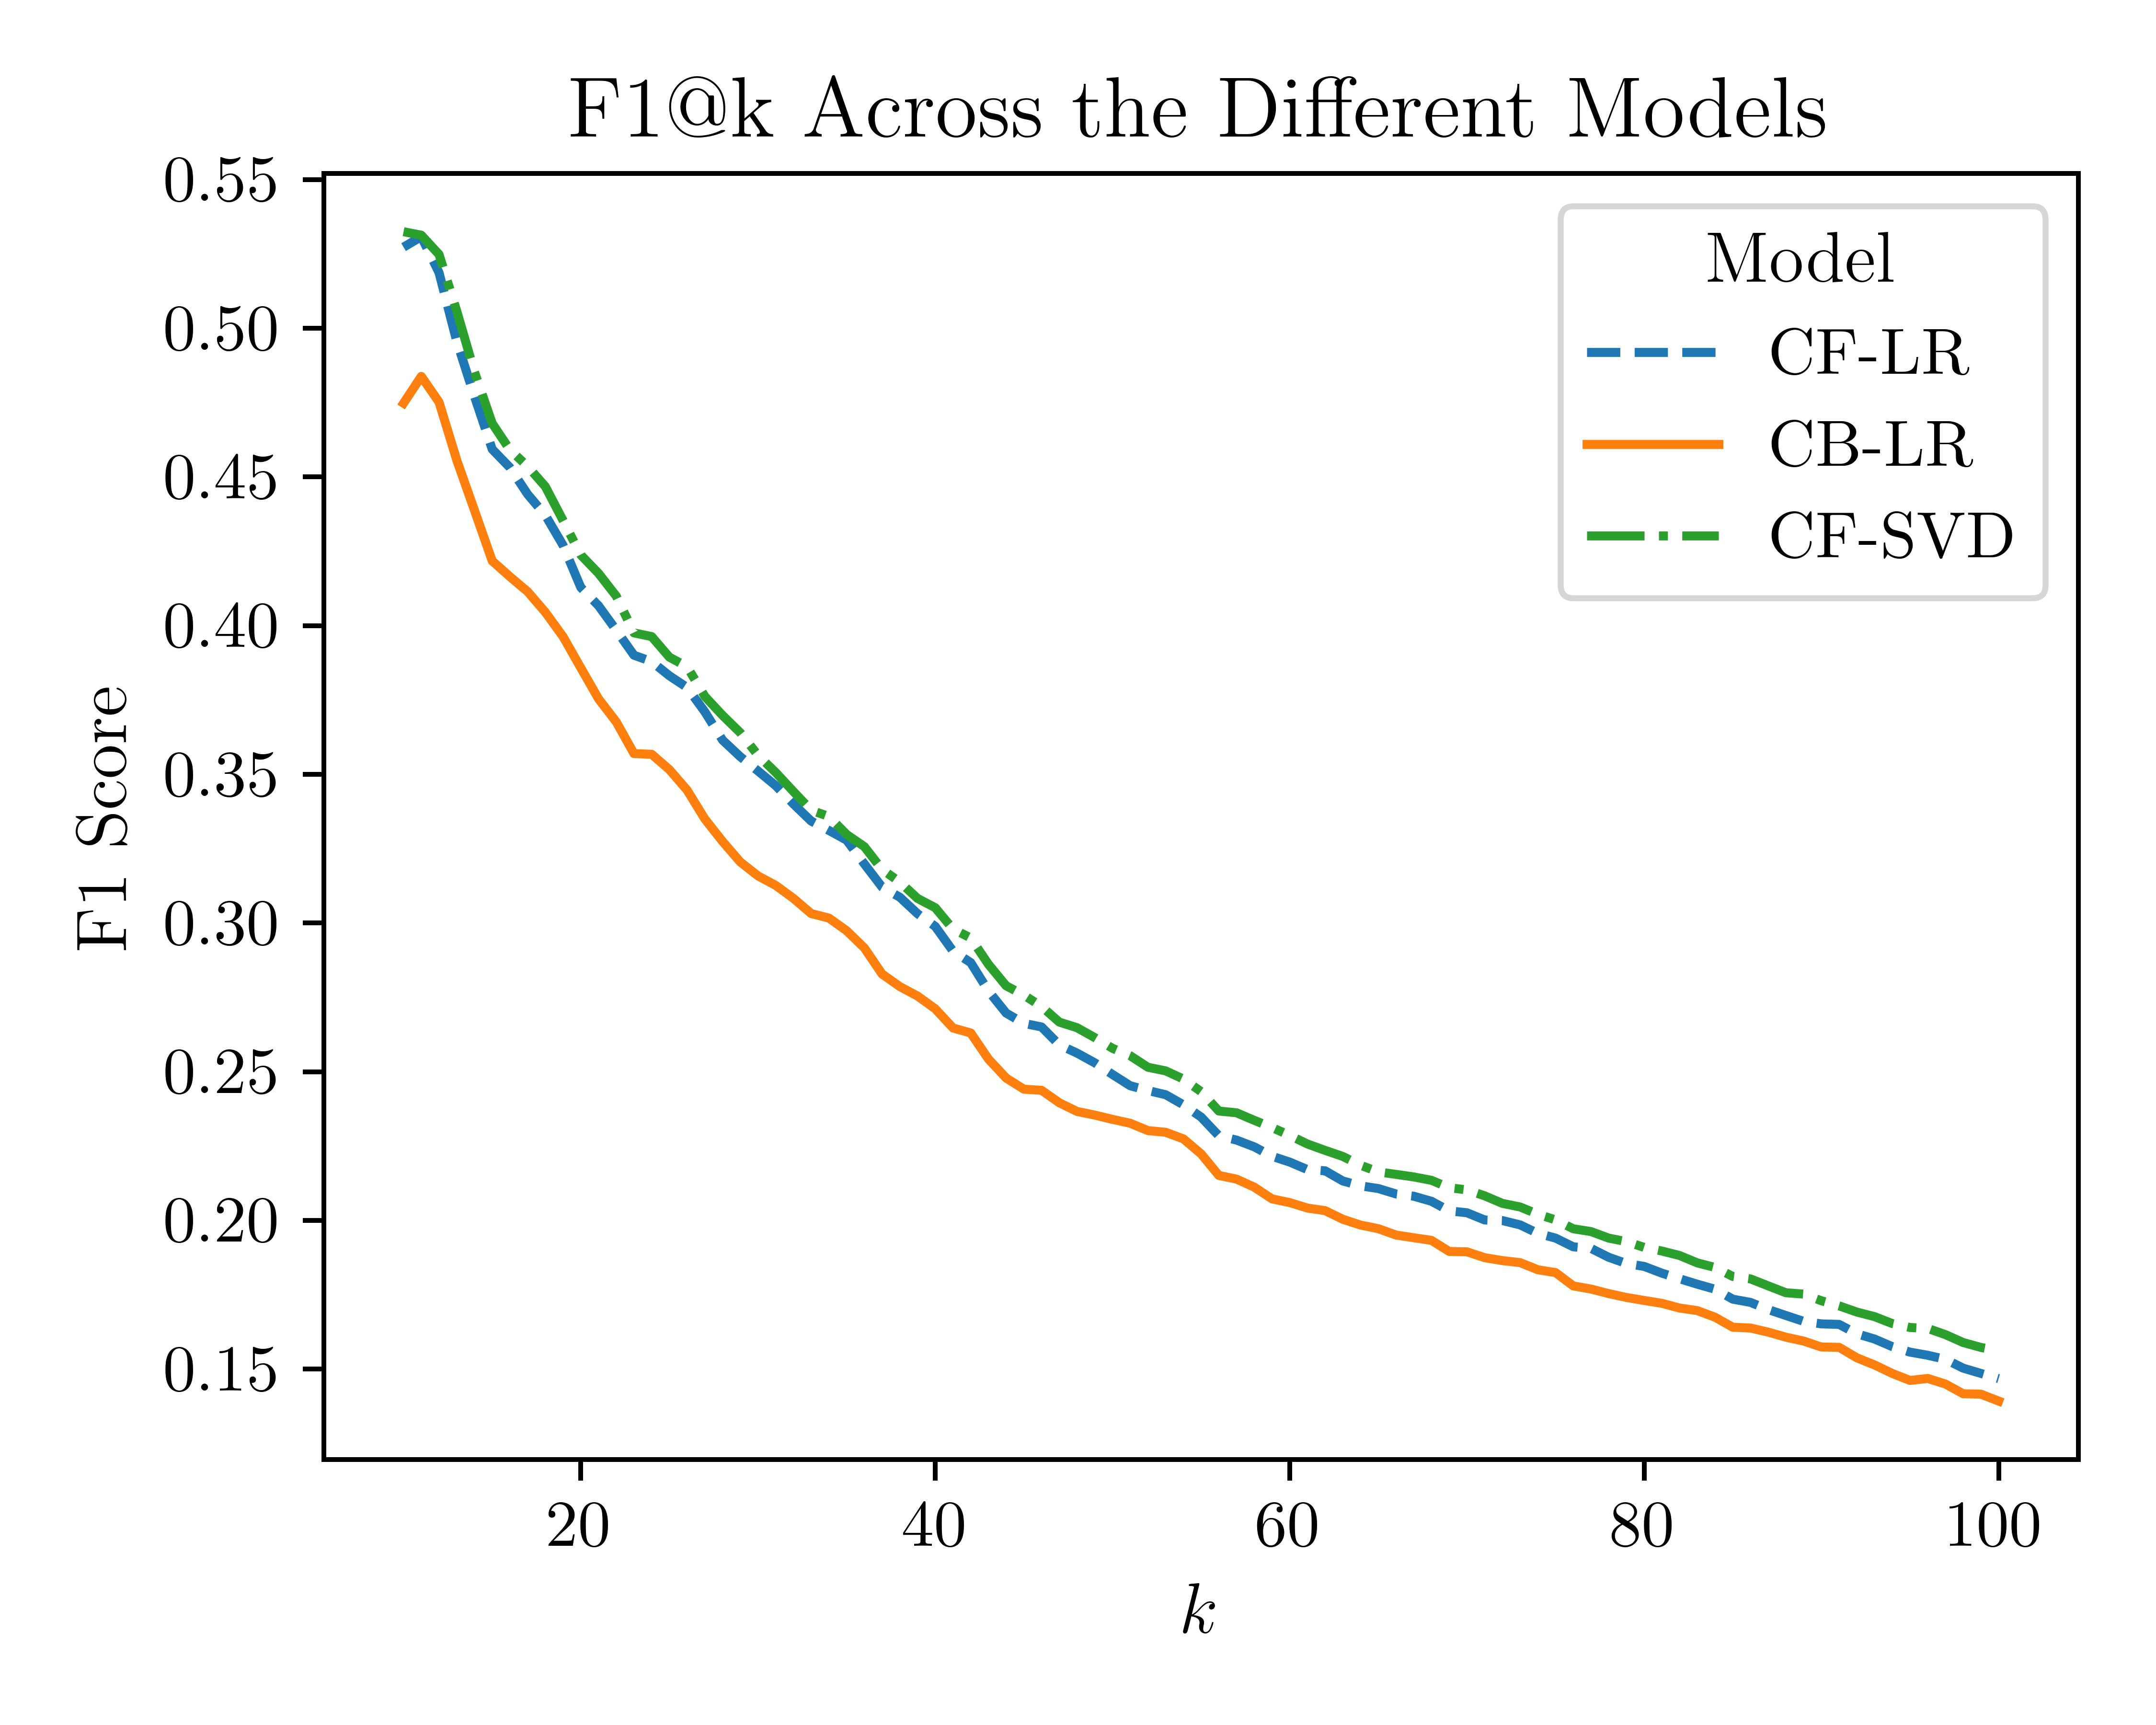 F1@k Across the Different Models
0.55
0.50
0.45
0.40
0.35
0.30
0.25
0.20
0.15
F1 Score
Model
CF-LR
CB-LR
CF-SVD
20 40 60 80 100
k